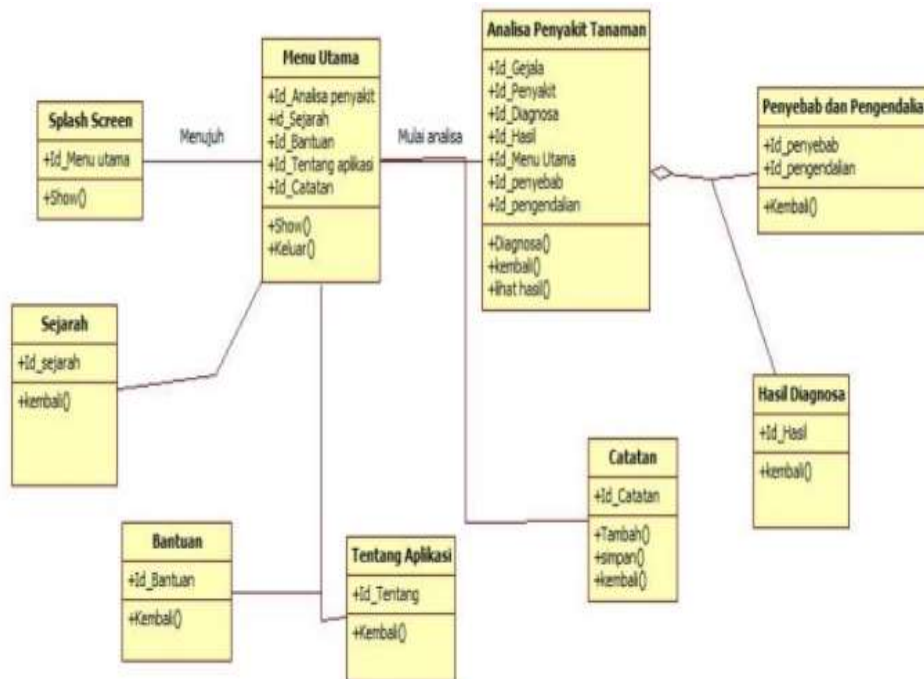 Splash Screen
+Id_Menu utama
+Show()
Menujuh
Menu Utama
+Id_Analisa penyakit
+id_Sejarah
+Id_Bantuan
+Id_Tentang aplikasi
+Id_Catatan
+Show()
+Keluar()
Mulai analisa
Analisa Penyakit Tanaman
+Id_Gejala
+Id_Penyakit
+Id_Diagnosa
+Id_Hasil
+Id_Menu Utama
+Id_penyebab
+Id_pengendalian
+Diagnosa()
+kembali()
+lihat hasil()
Penyebab dan Pengendalia
+Id_penyebab
+Id_pengendalian
+Kembali()
Sejarah
+Id_sejarah
+kembali()
Hasil Diagnosa
+Id_Hasil
+kembali()
Catatan
+Id_Catatan
+Tambah()
+simpan()
+kembali()
Bantuan
+Id_Bantuan
+Kembali()
Tentang Aplikasi
+Id_Tentang
+Kembali()